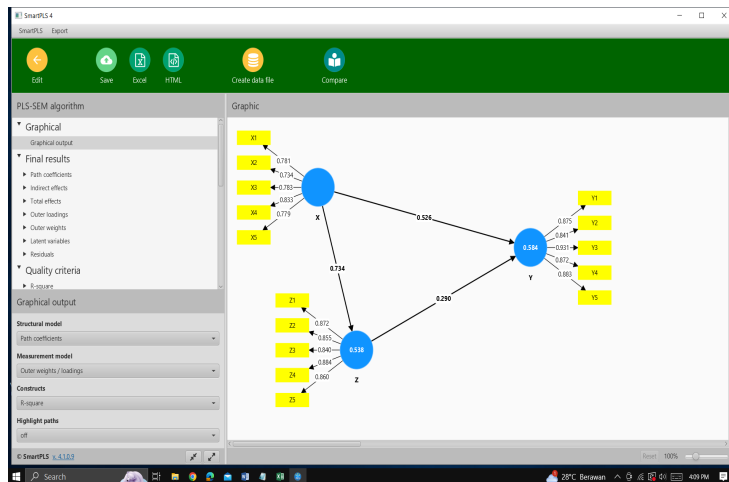 SmartPLS 4
SmartPLS Export
Edit Save Excel HTML Create data file Compare
PLS-SEM algorithm
Graphical
Graphical output
Final results
Path coefficients
Indirect effects
Total effects
Outer loadings
Outer weights
Latent variables
Residuals
Quality criteria
R-square
Graphical output
Structural model
Path coefficients
Measurement model
Outer weights / loadings
Constructs
R-square
Highlight paths
off
© SmartPLS v. 4.1.0.9
Graphic
X1
X2
X3
X4
X5
0.781
0.734
0.783
0.833
0.779
X
0.526
0.734
0.290
Y1
Y2
Y3
Y4
Y5
0.875
0.841
0.931
0.872
0.883
0.584
Y
Z1
Z2
Z3
Z4
Z5
0.872
0.855
0.840
0.884
0.860
0.538
Z
Reset 100%
Search
28°C Berawan
4:09 PM